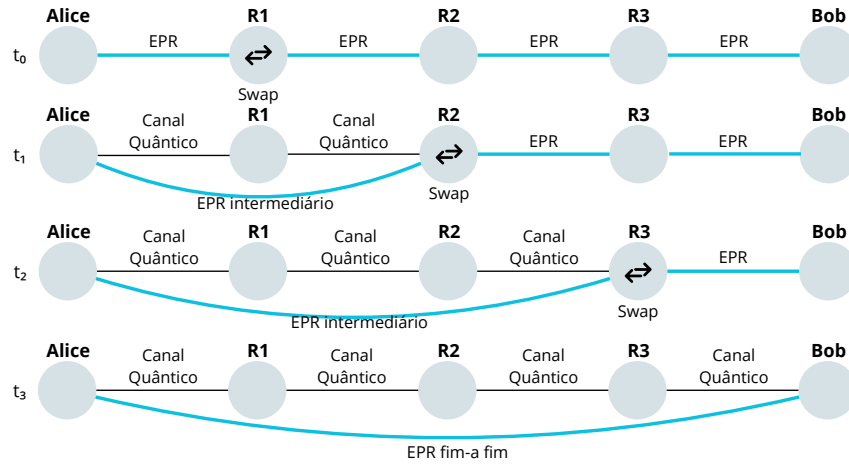 Alice R1 R2 R3 Bob
EPR EPR EPR EPR
t₀
Swap
Alice R1 R2 R3 Bob
Canal Canal
Quântico Quântico EPR EPR
t₁
Swap
EPR intermediário
Alice R1 R2 R3 Bob
Canal Canal Canal
Quântico Quântico Quântico EPR
t₂
Swap
EPR intermediário
Alice R1 R2 R3 Bob
Canal Canal Canal Canal
Quântico Quântico Quântico Quântico
t₃
EPR fim-a fim